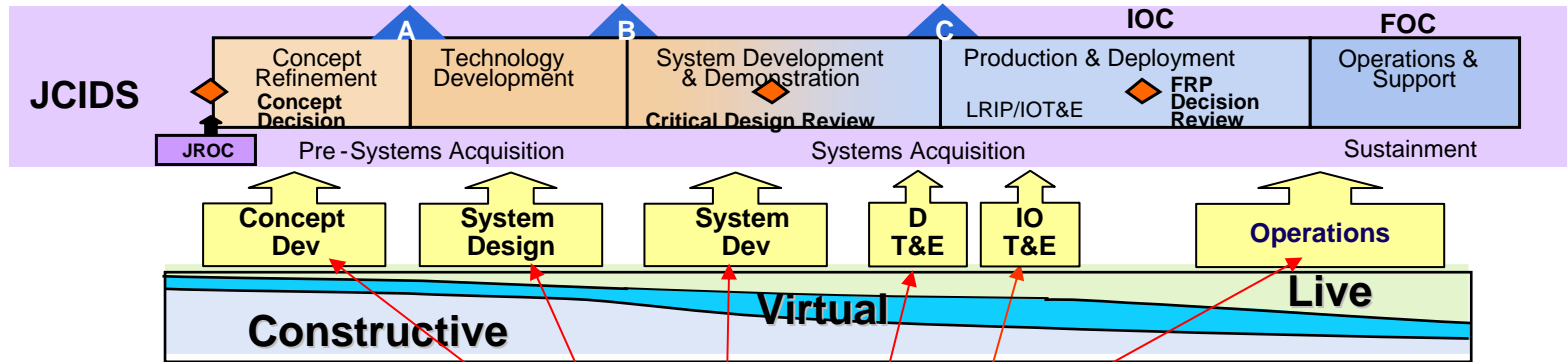 IOC
FOC
A
B
C
JCIDS
Concept
Refinement
Concept
Decision
Technology
Development
System Development
& Demonstration
Critical Design Review
Production & Deployment
LRIP/IOT&E
FRP
Decision
Review
Operations &
Support
JROC
Pre-Systems Acquisition
Systems Acquisition
Sustainment
Concept
Dev
System
Design
System
Dev
D
T&E
IO
T&E
Operations
Constructive
Virtual
Live